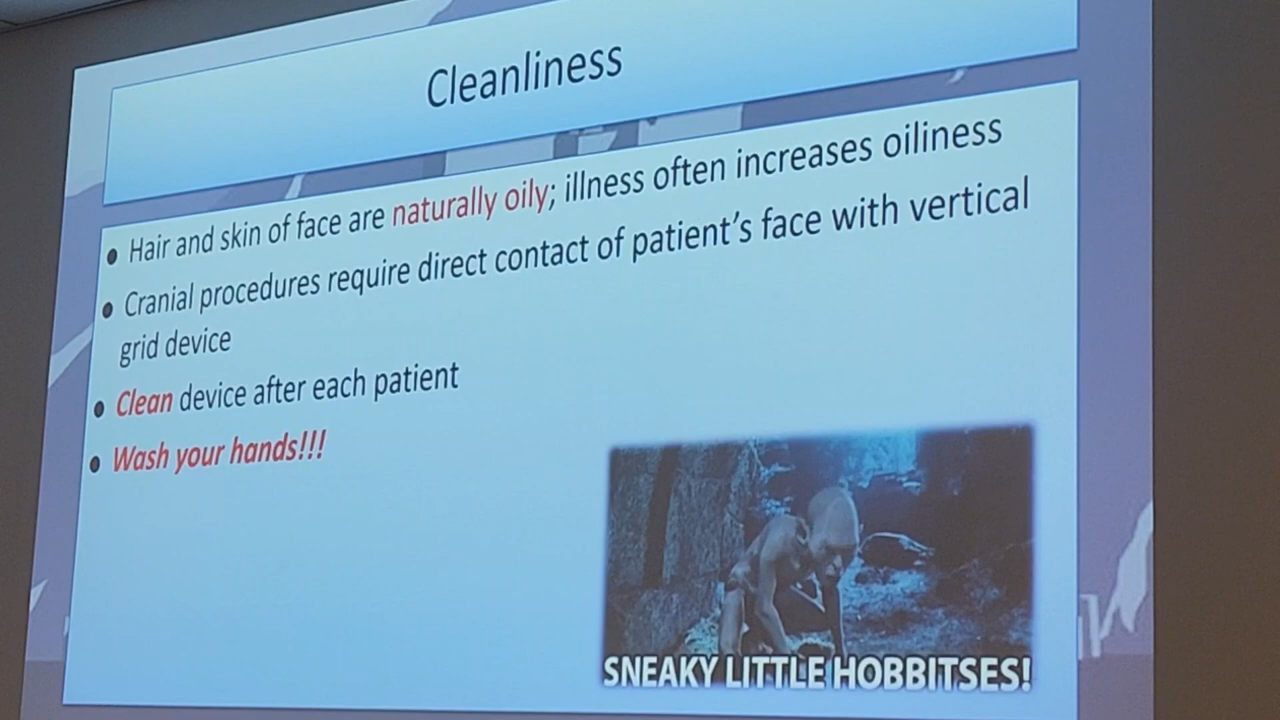 Cleanliness
Hair and skin of face are naturally oily; illness often increases oiliness
Cranial procedures require direct contact of patient's face with vertical
grid device
Clean device after each patient
Wash your hands!!!
SNEAKY LITTLE HOBBITSES!